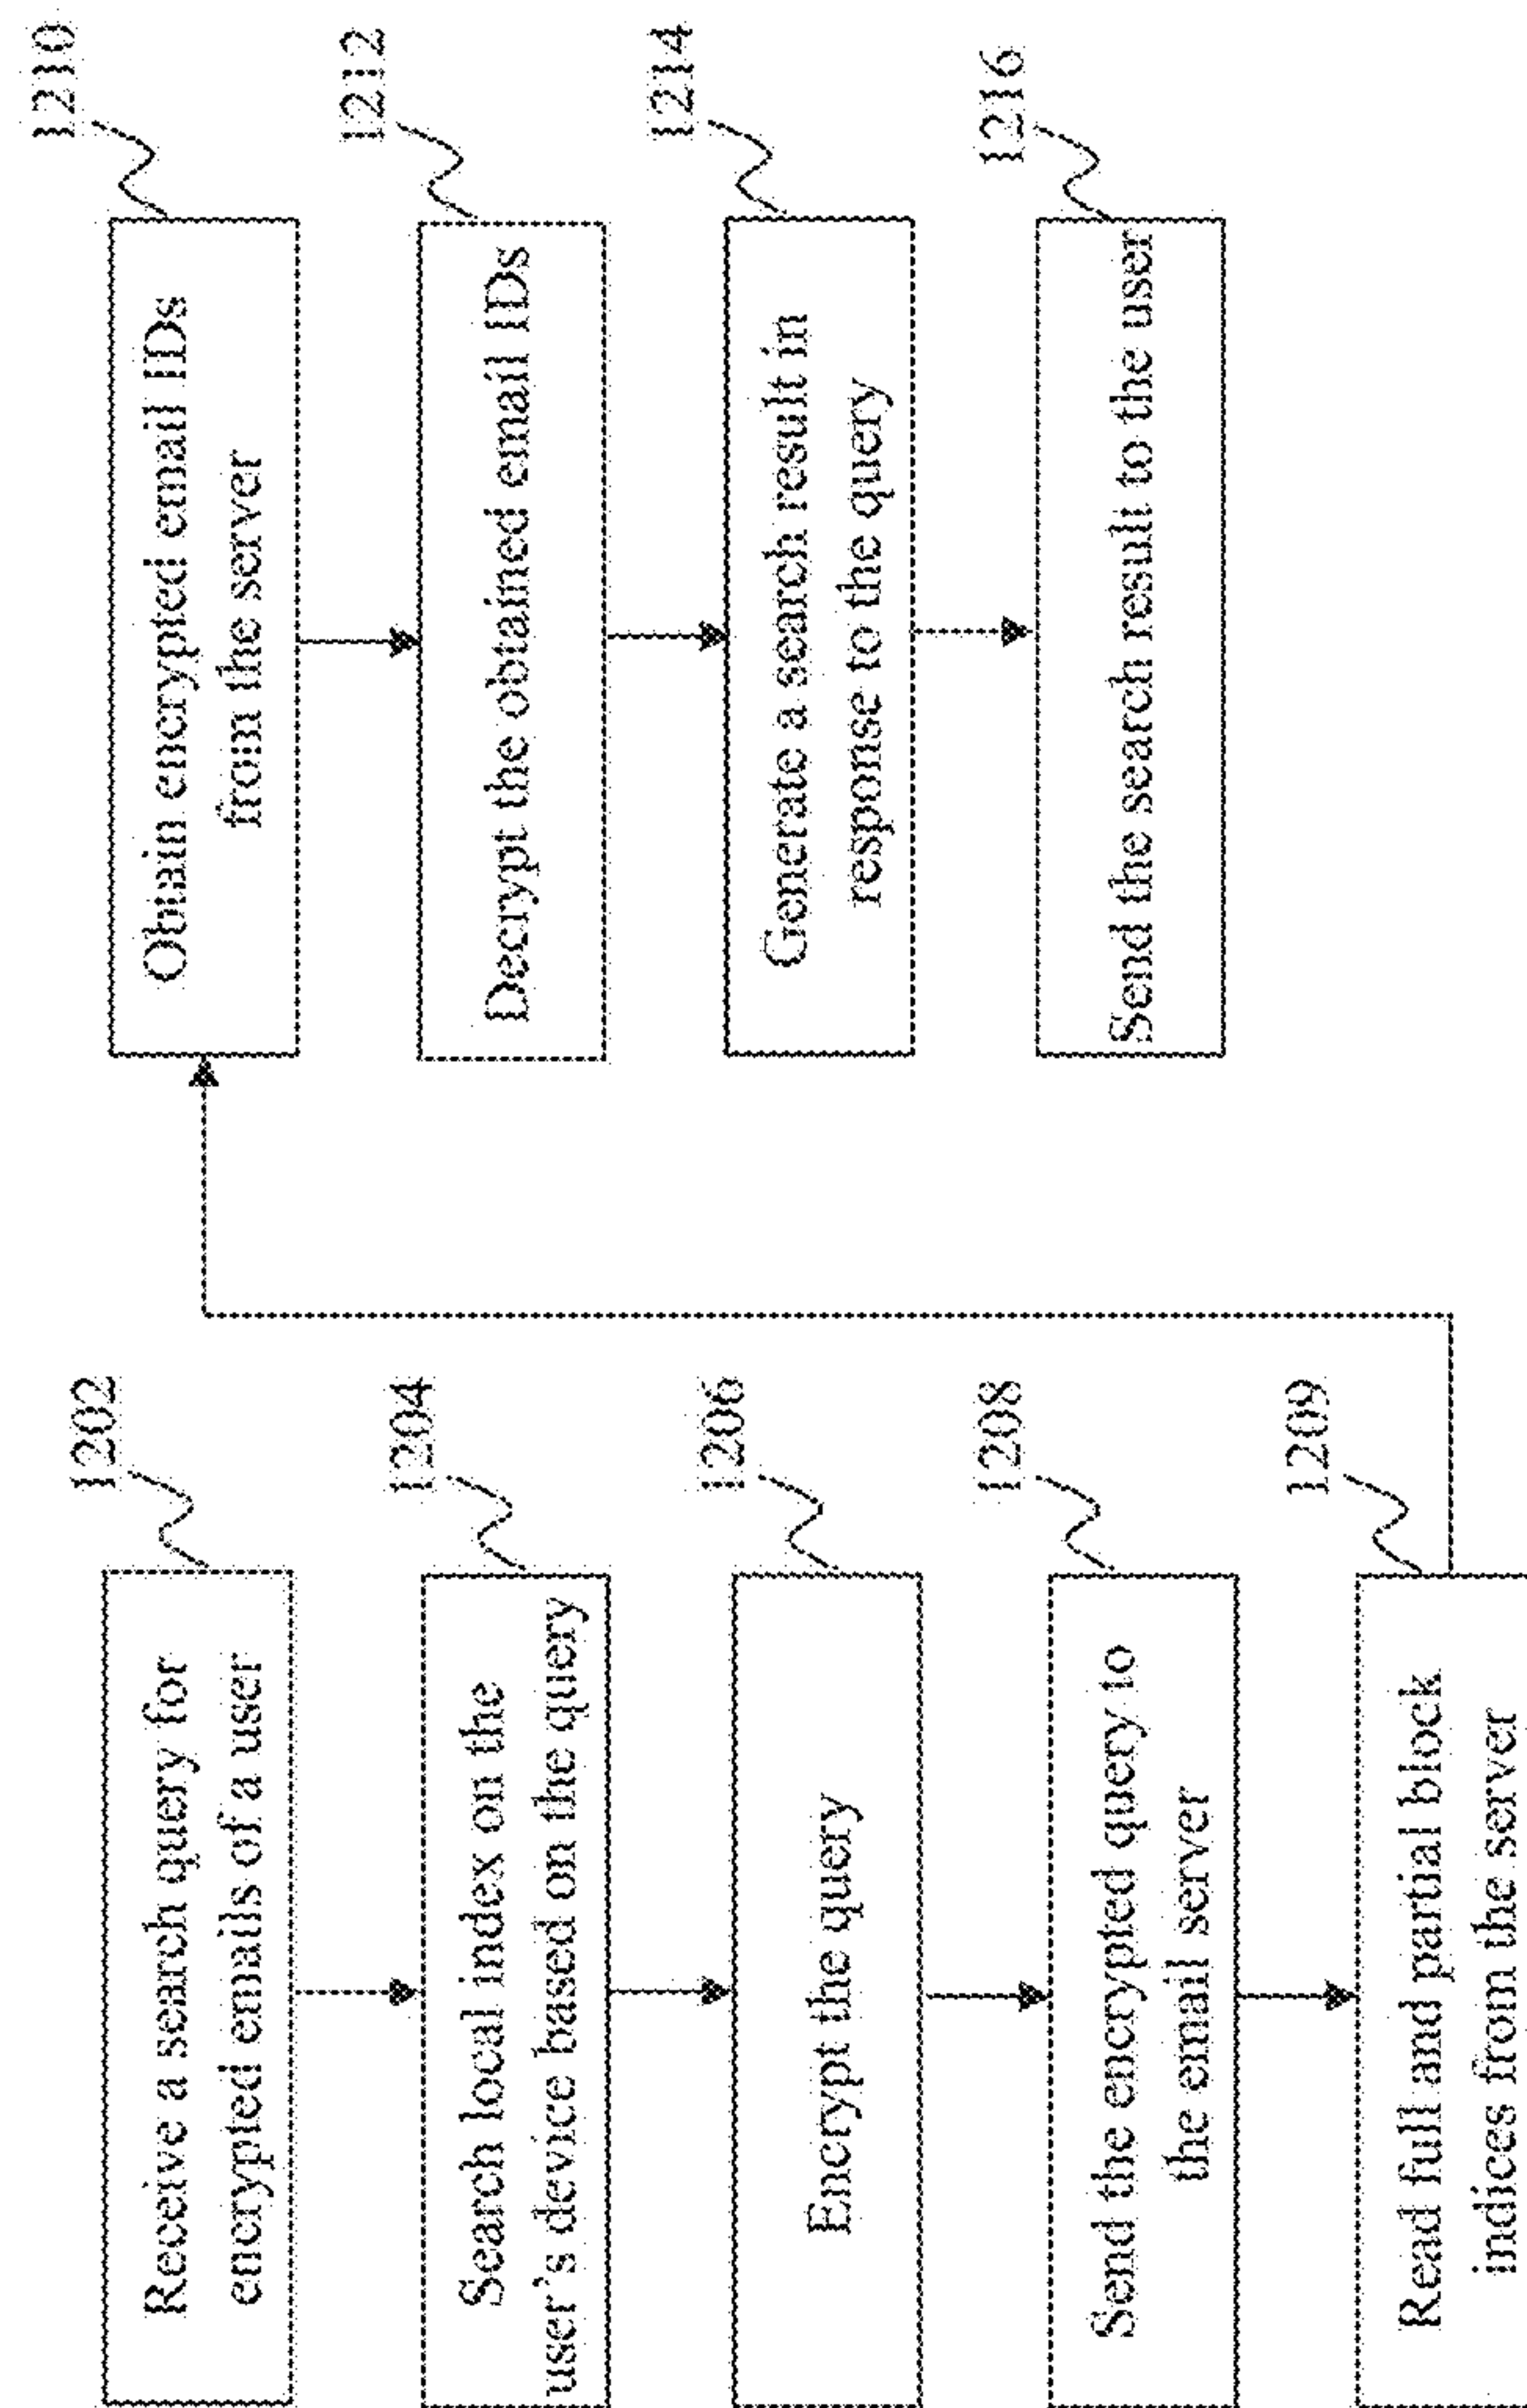 1202
Receive a search query for
encrypted emails of a user
1204
Search local index on the
user's device based on the query
1206
Encrypt the query
1208
Send the encrypted query to
the email server
1209
Read full and partial block
indices from the server
1210
Obtain encrypted email IDs
from the server
1212
Decrypt the obtained email IDs
1214
Generate a search result in
response to the query
1216
Send the search result to the user